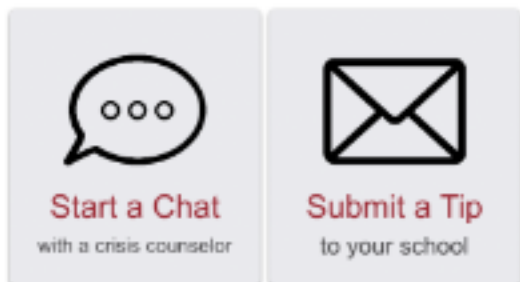 Start a Chat
with a crisis counselor
Submit a Tip
to your school